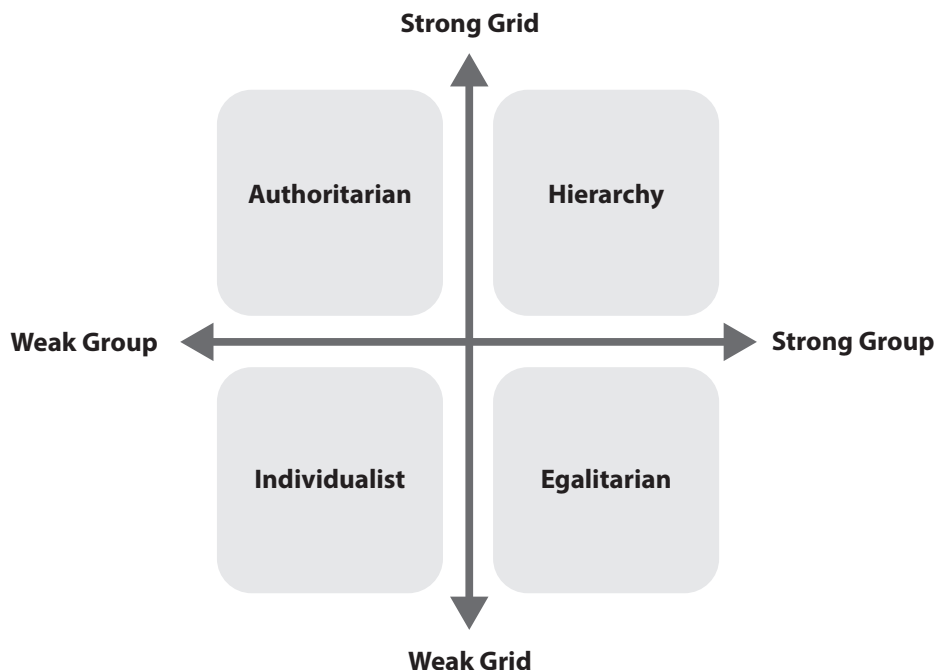 Strong Grid
Authoritarian
Hierarchy
Weak Group
Strong Group
Individualist
Egalitarian
Weak Grid